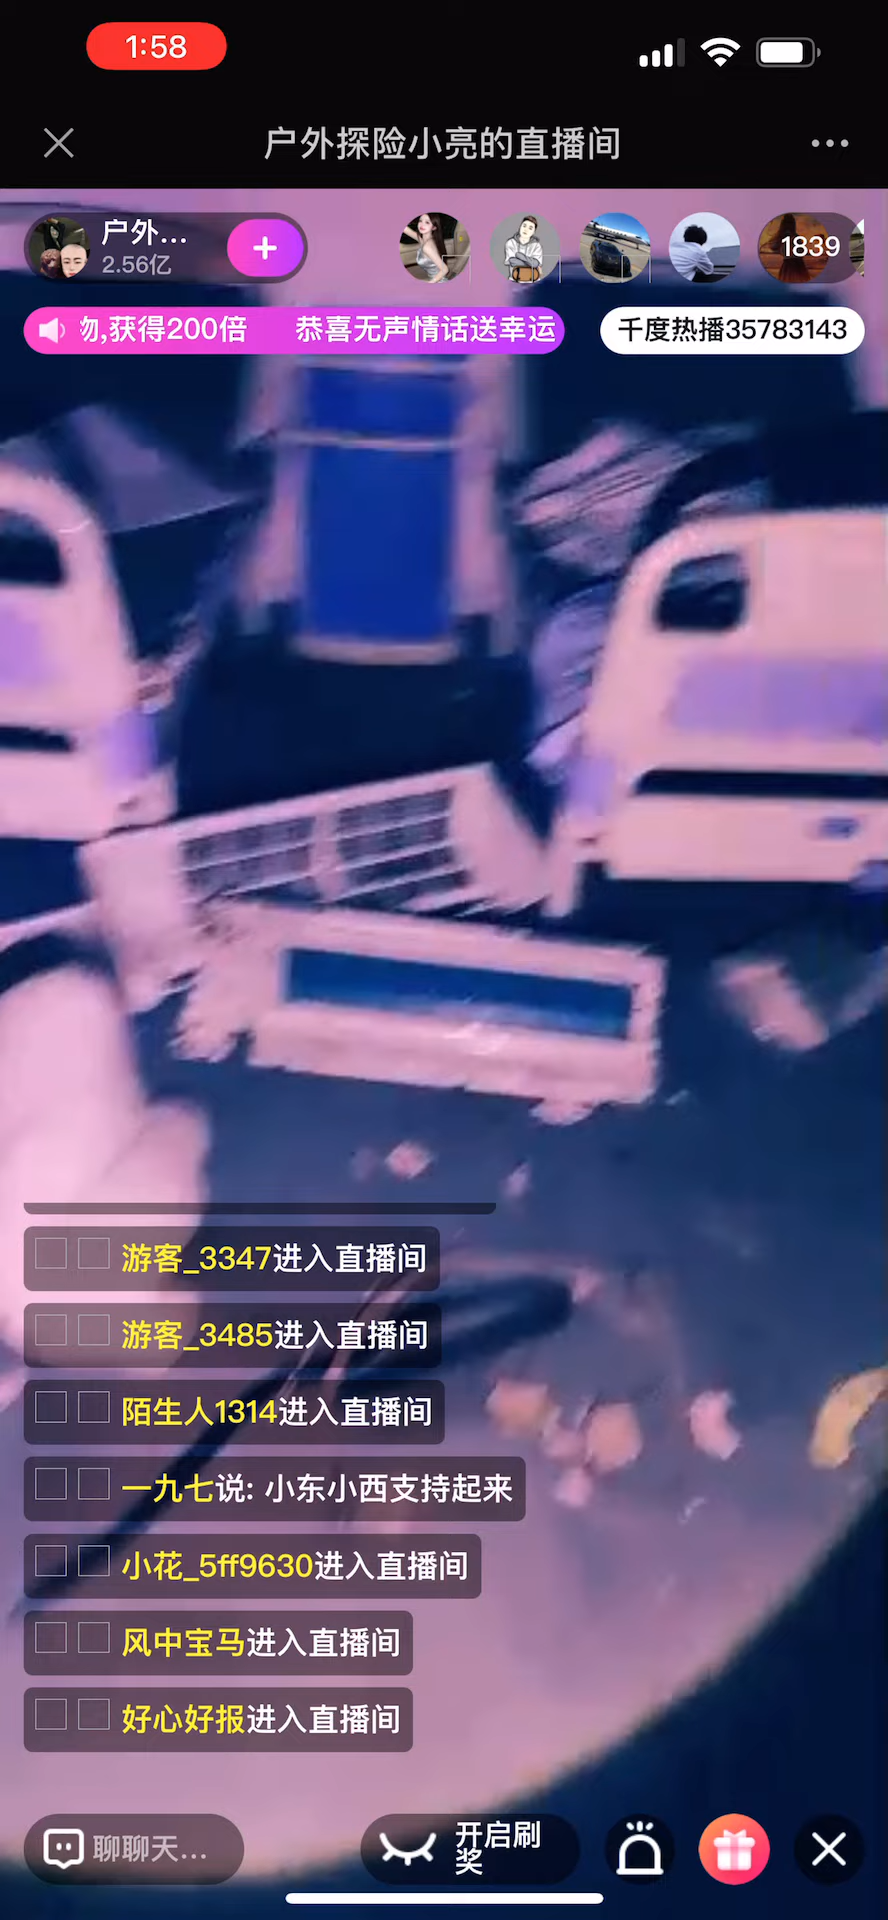 1:58
户外探险小亮的直播间
户外...
2.56亿
1839
勿,获得200倍 恭喜无声情话送幸运
千度热播35783143
游客_3347进入直播间
游客_3485进入直播间
陌生人1314进入直播间
一九七说: 小东小西支持起来
小花_5ff9630进入直播间
风中宝马进入直播间
好心好报进入直播间
聊聊天...
开启刷
奖